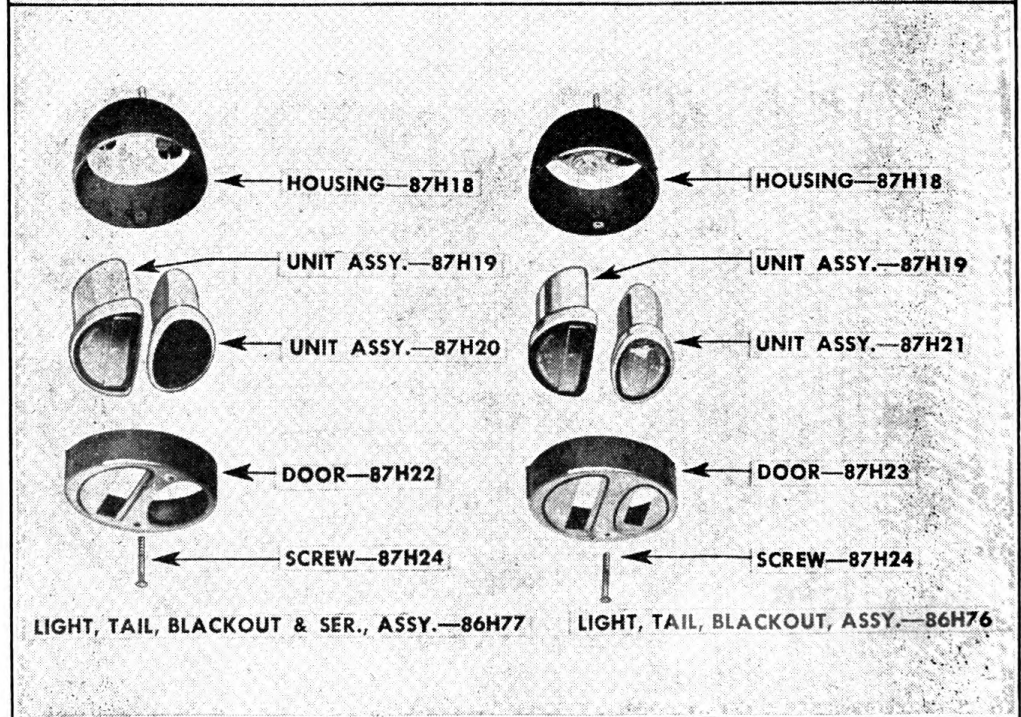 HOUSING—87H18
UNIT ASSY.—87H19
UNIT ASSY.—87H20
DOOR—87H22
SCREW—87H24
LIGHT, TAIL, BLACKOUT & SER., ASSY.—86H77
HOUSING—87H18
UNIT ASSY.—87H19
UNIT ASSY.—87H21
DOOR—87H23
SCREW—87H24
LIGHT, TAIL, BLACKOUT, ASSY.—86H76